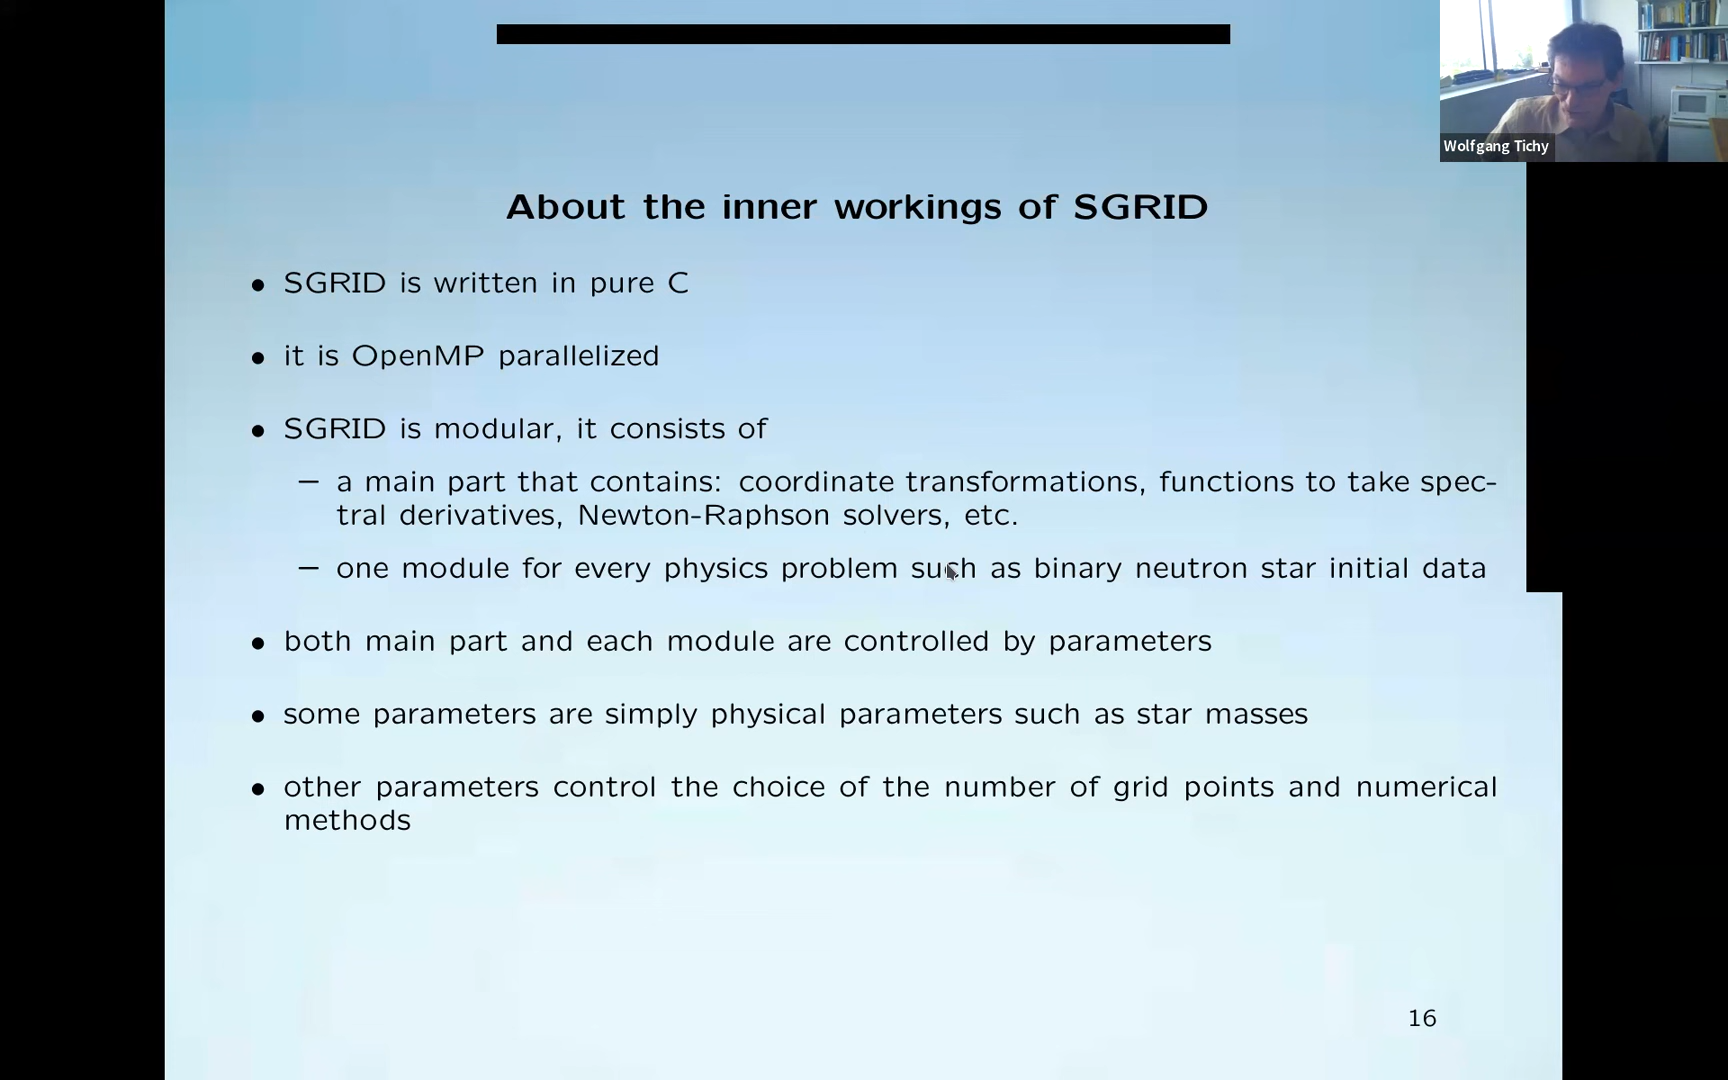 Wolfgang Tichy
About the inner workings of SGRID
• SGRID is written in pure C
• it is OpenMP parallelized
• SGRID is modular, it consists of
– a main part that contains: coordinate transformations, functions to take spec-
tral derivatives, Newton-Raphson solvers, etc.
– one module for every physics problem such as binary neutron star initial data
• both main part and each module are controlled by parameters
• some parameters are simply physical parameters such as star masses
• other parameters control the choice of the number of grid points and numerical
methods
16